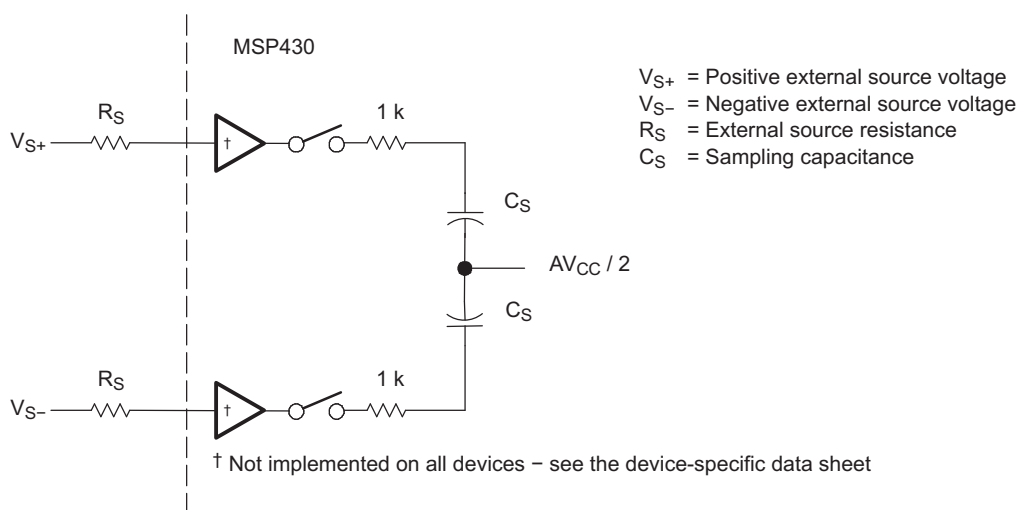 MSP430
V_S+ = Positive external source voltage
V_S− = Negative external source voltage
R_S = External source resistance
C_S = Sampling capacitance
R_S
1 k
V_S+
†
C_S
AV_CC / 2
C_S
R_S
1 k
V_S−
†
† Not implemented on all devices − see the device-specific data sheet